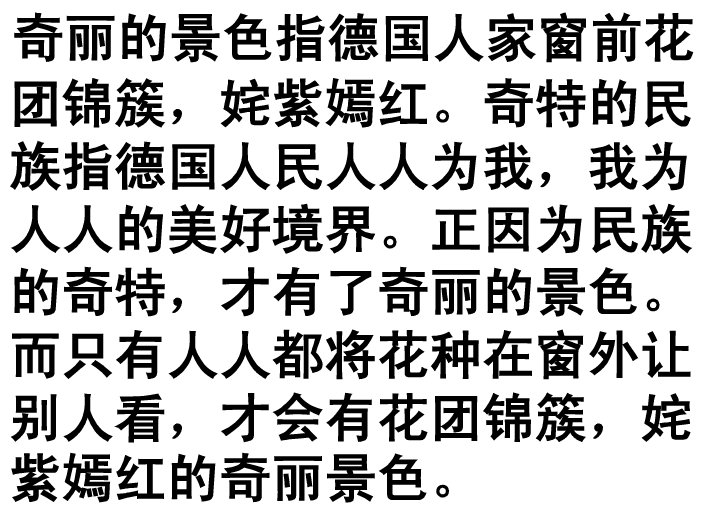 奇丽的景色指德国人家窗前花
团锦簇，姹紫嫣红。奇特的民
族指德国人民人人为我，我为
人人的美好境界。正因为民族
的奇特，才有了奇丽的景色。
而只有人人都将花种在窗外让
别人看，才会有花团锦簇，姹
紫嫣红的奇丽景色。